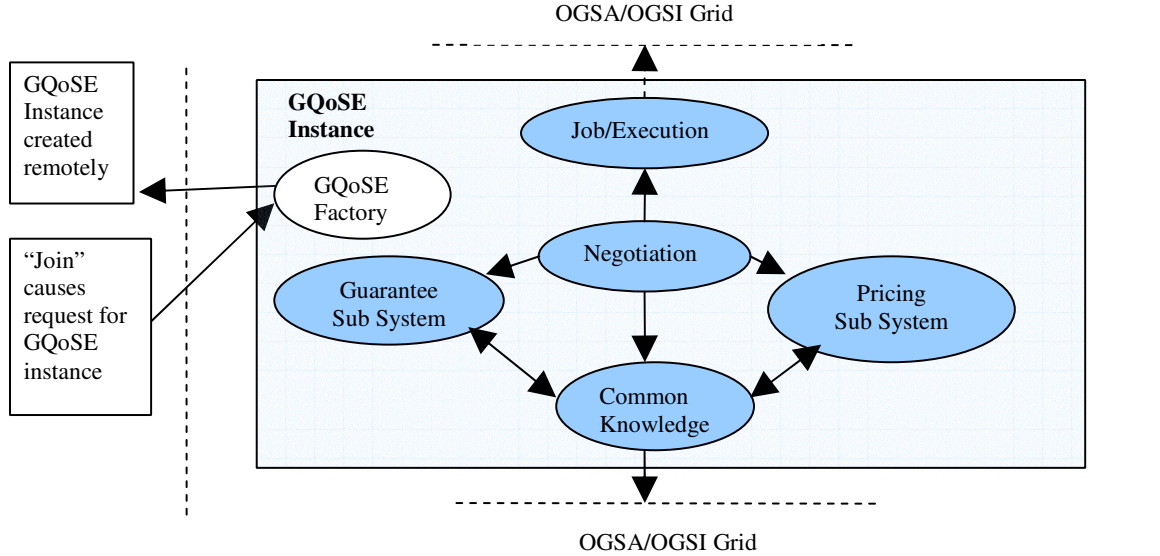 OGSA/OGSI Grid
GQoSE
Instance
created
remotely
GQoSE
Instance
Job/Execution
GQoSE
Factory
Negotiation
“Join”
causes
request for
GQoSE
instance
Guarantee
Sub System
Pricing
Sub System
Common
Knowledge
OGSA/OGSI Grid